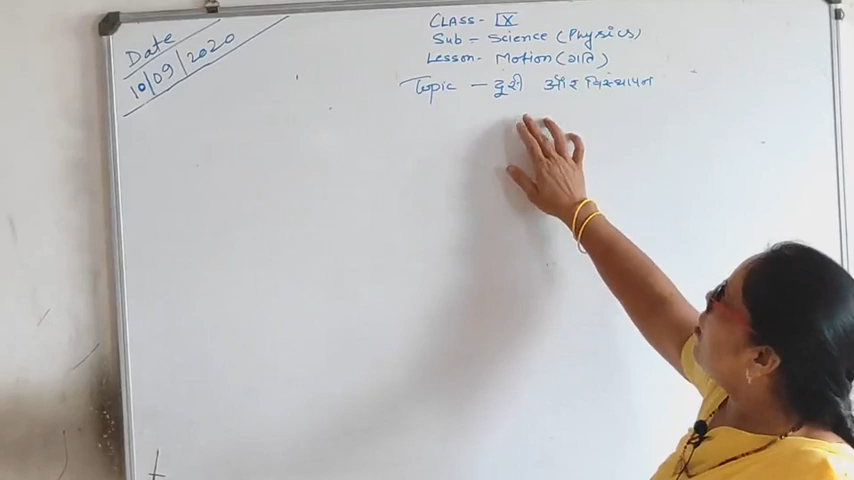 Date
10/09/2020
CLASS- IX
Sub - Science (Physics)
Lesson- Motion (गति)
Topic - दूरी और विस्थापन